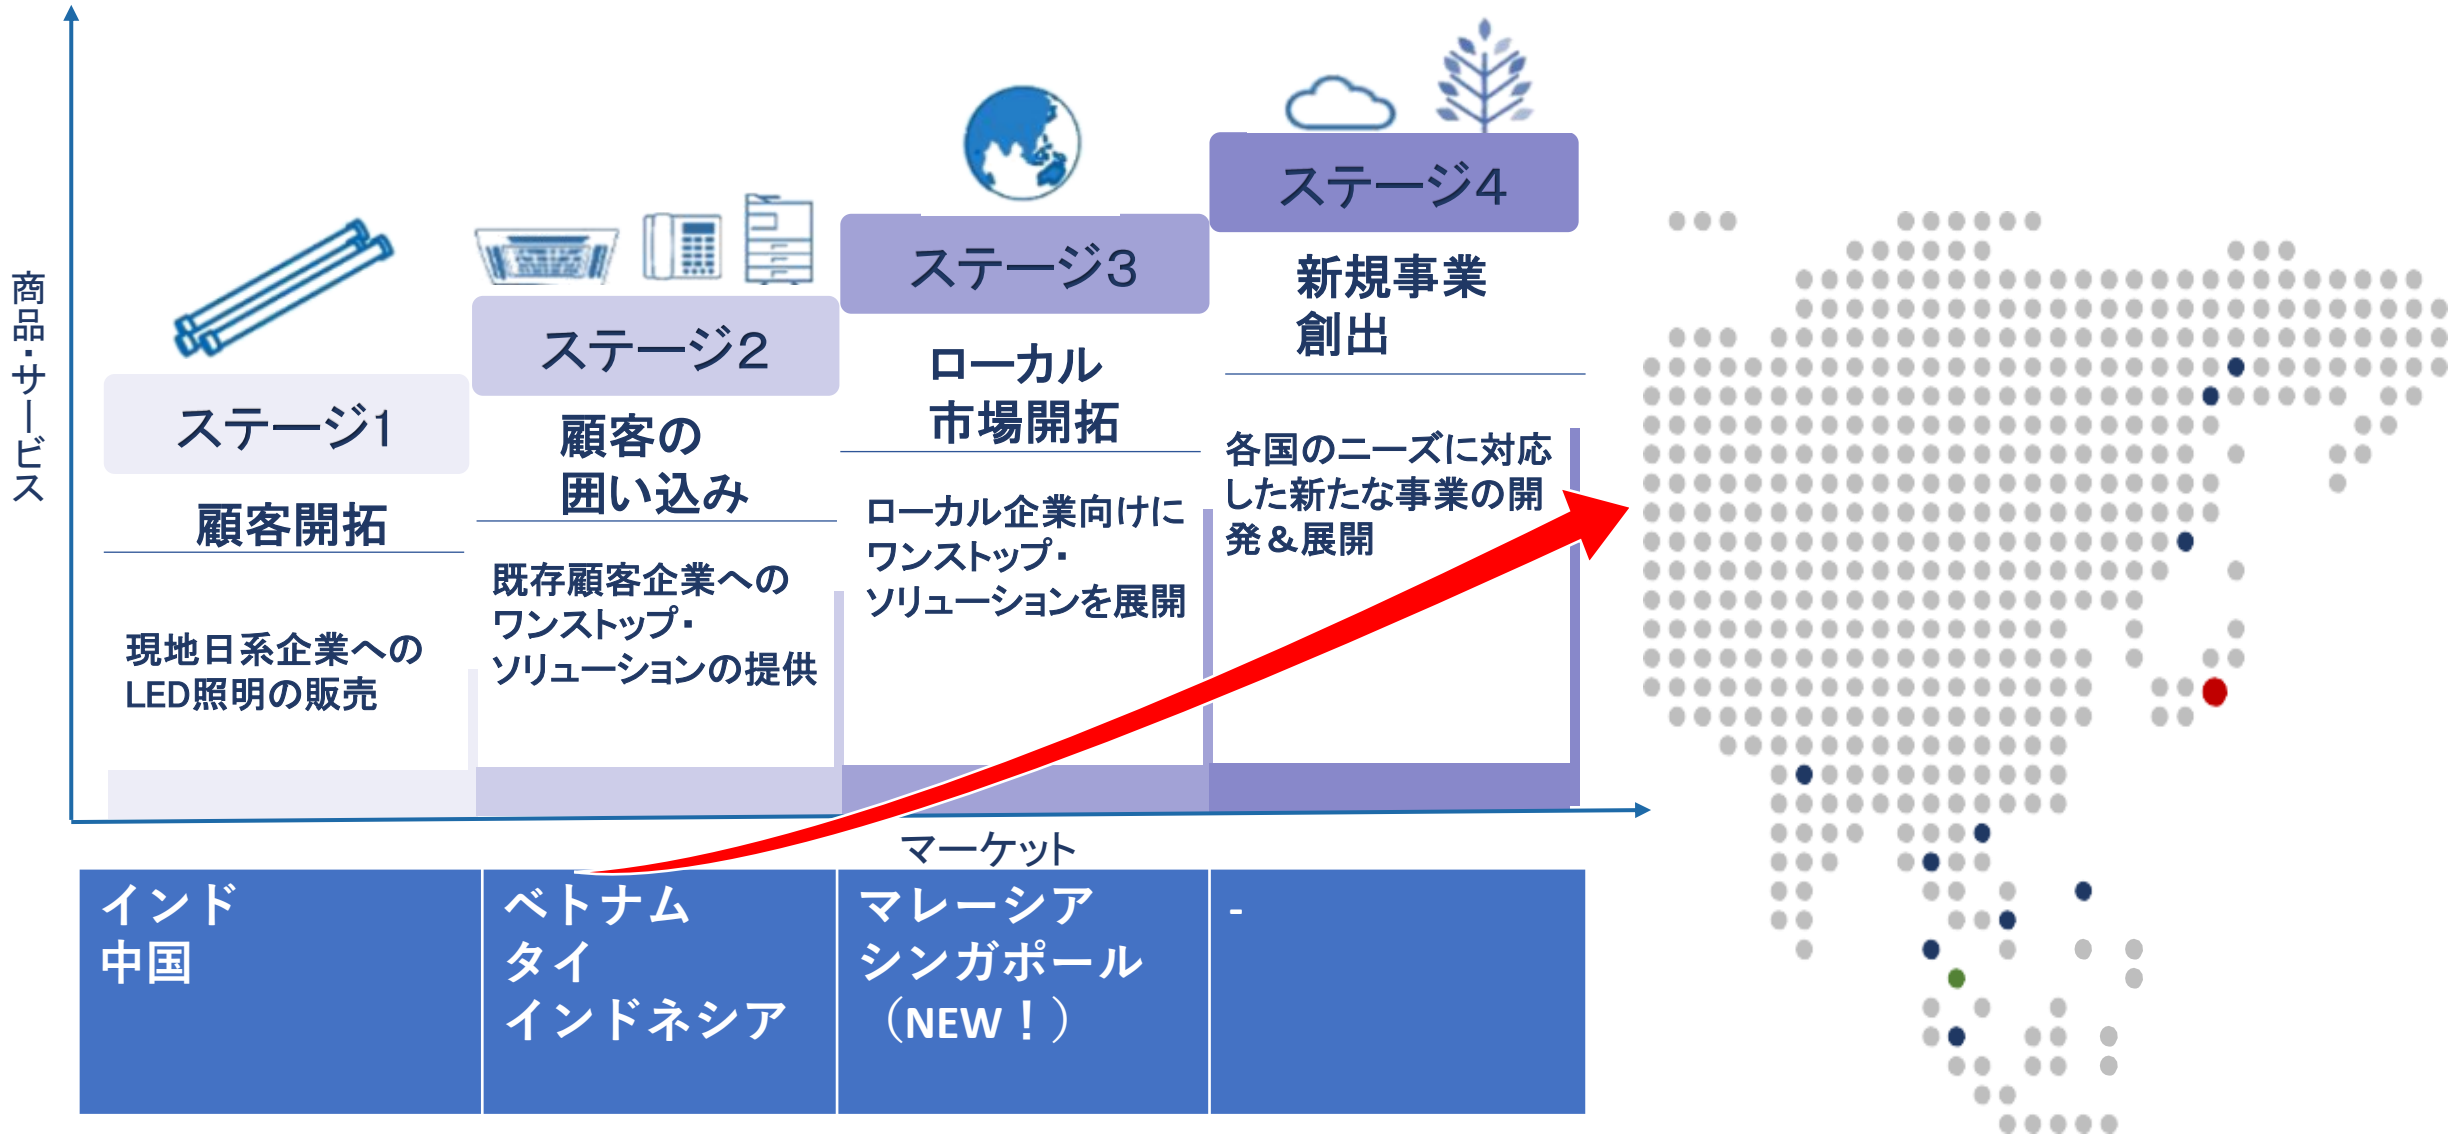 商品・サービス
ステージ1
顧客開拓
現地日系企業への
LED照明の販売
ステージ2
顧客の
囲い込み
既存顧客企業への
ワンストップ・
ソリューションの提供
ステージ3
ローカル
市場開拓
ローカル企業向けに
ワンストップ・
ソリューションを展開
ステージ4
新規事業
創出
各国のニーズに対応
した新たな事業の開
発＆展開
マーケット
インド
中国
ベトナム
タイ
インドネシア
マレーシア
シンガポール
（NEW！）
-